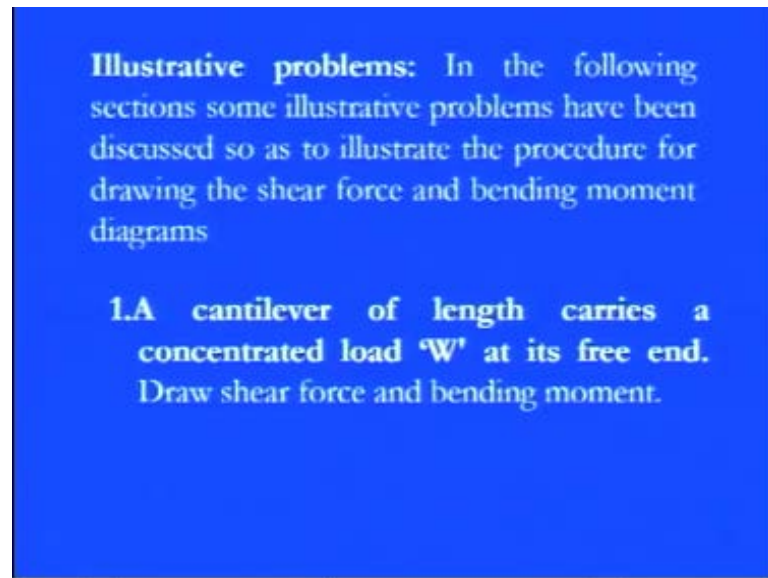 Illustrative problems: In the following
sections some illustrative problems have been
discussed so as to illustrate the procedure for
drawing the shear force and bending moment
diagrams
1.A cantilever of length carries a
concentrated load ‘W' at its free end.
Draw shear force and bending moment.